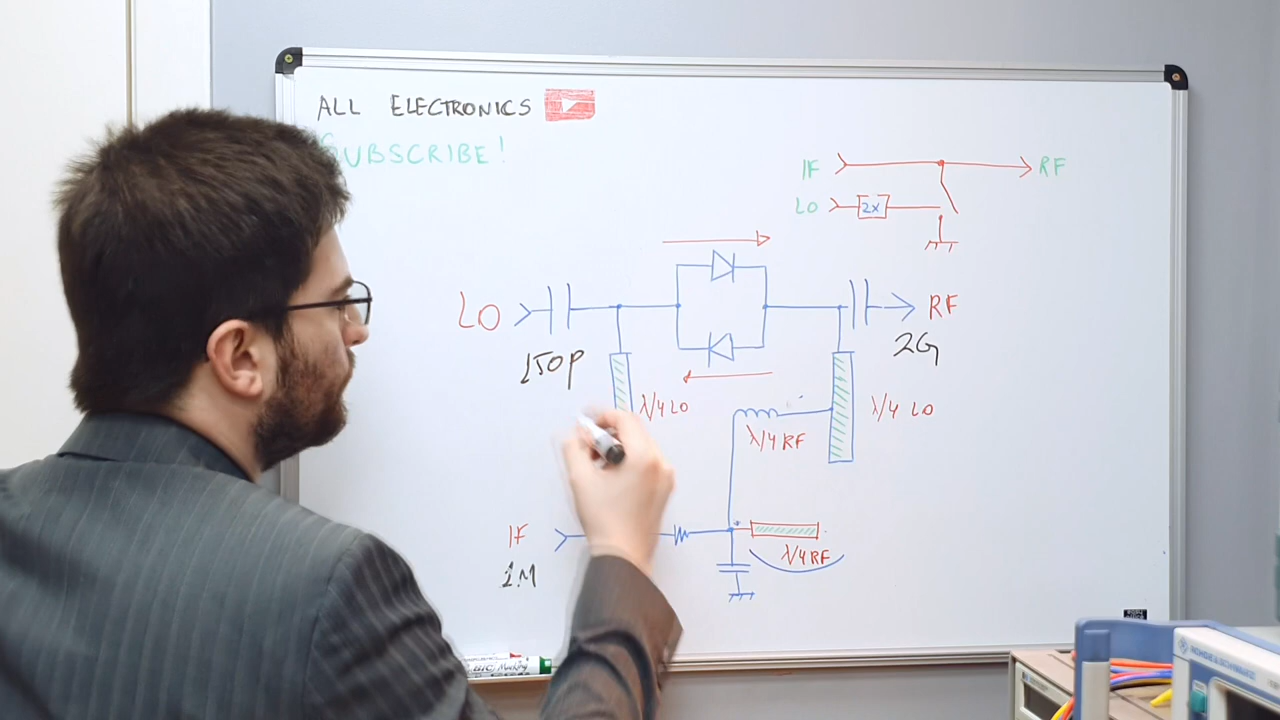 ALL ELECTRONICS
SUBSCRIBE!
IF
RF
LO
2X
LO
RF
150P
2G
λ/4 LO
λ/4 LO
λ/4 RF
IF
λ/4 RF
1M